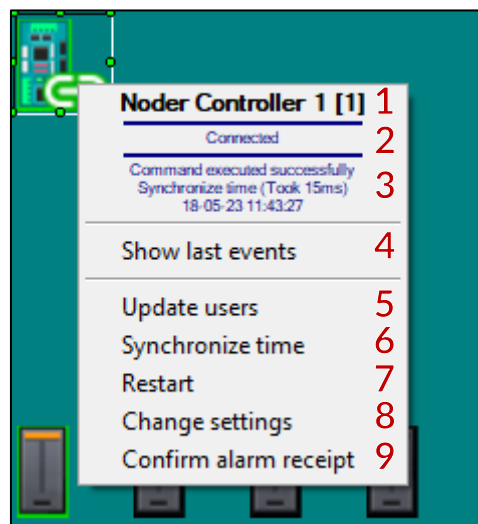 Noder Controller 1 [1] 1
Connected 2
Command executed successfully
Synchronize time (Took 15ms) 3
18-05-23 11:43:27
Show last events 4
Update users 5
Synchronize time 6
Restart 7
Change settings 8
Confirm alarm receipt 9